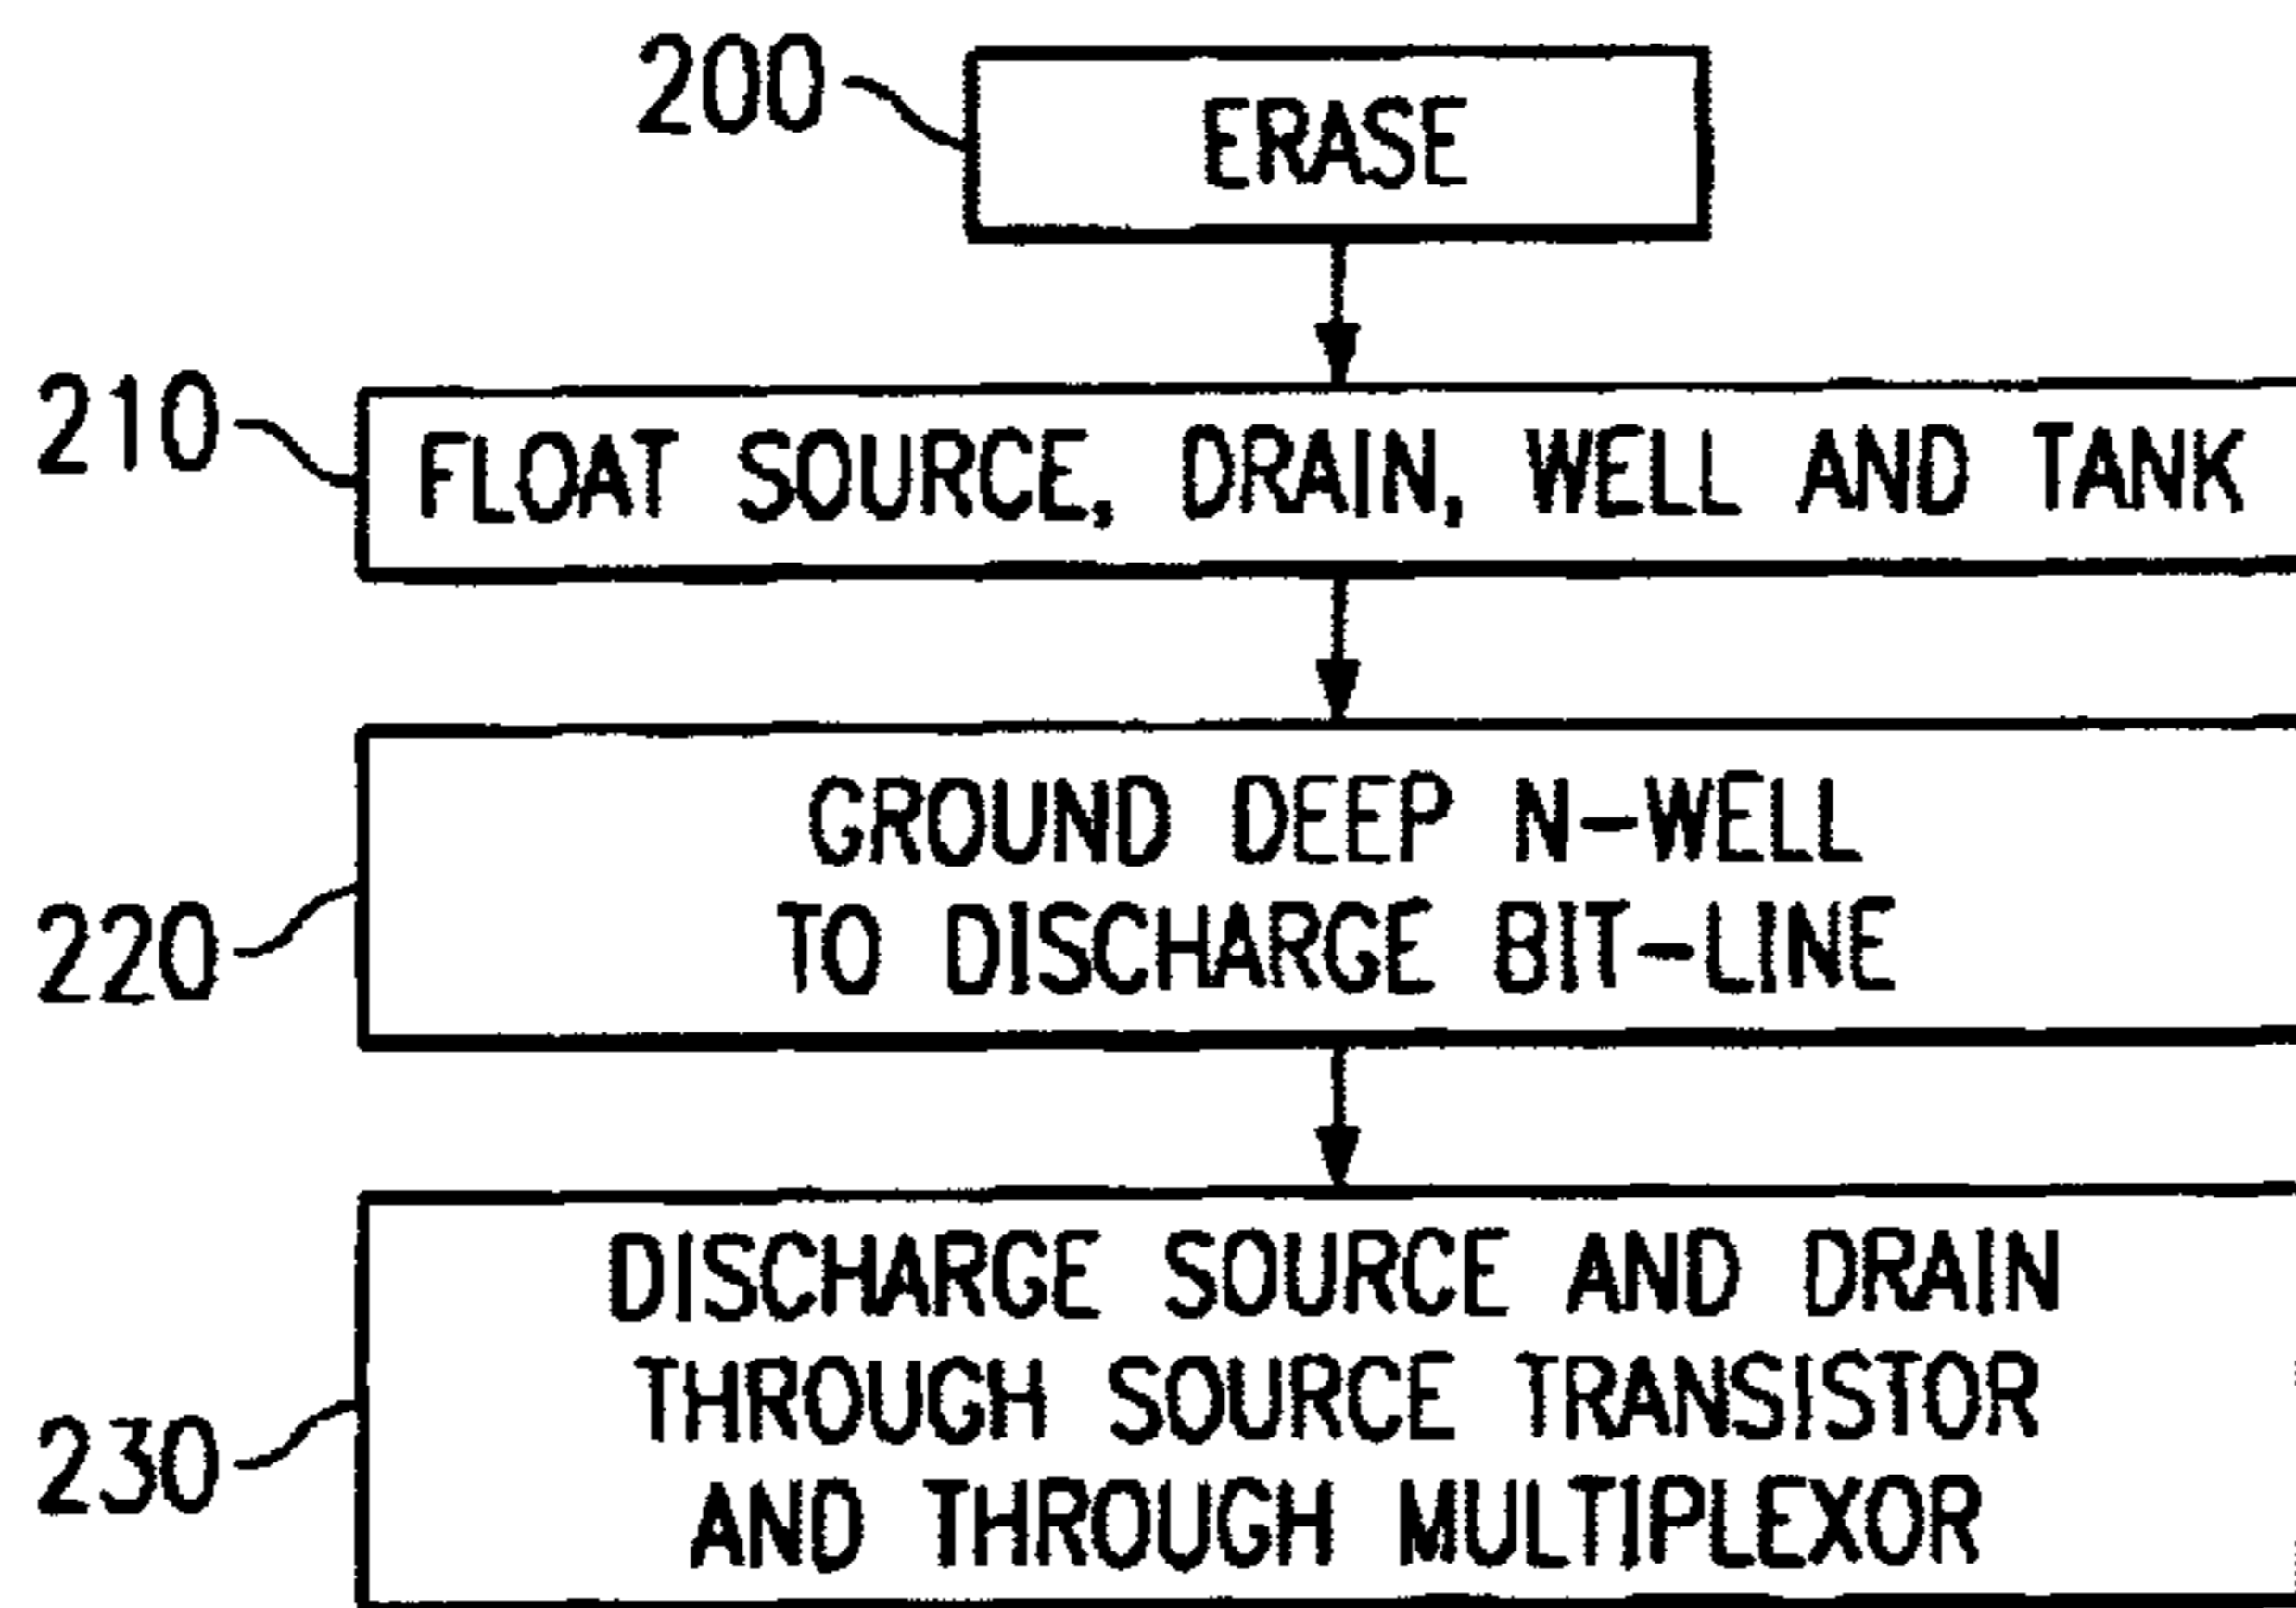 200
ERASE
210
FLOAT SOURCE, DRAIN, WELL AND TANK
GROUND DEEP N-WELL
TO DISCHARGE BIT-LINE
220
DISCHARGE SOURCE AND DRAIN
THROUGH SOURCE TRANSISTOR
AND THROUGH MULTIPLEXOR
230